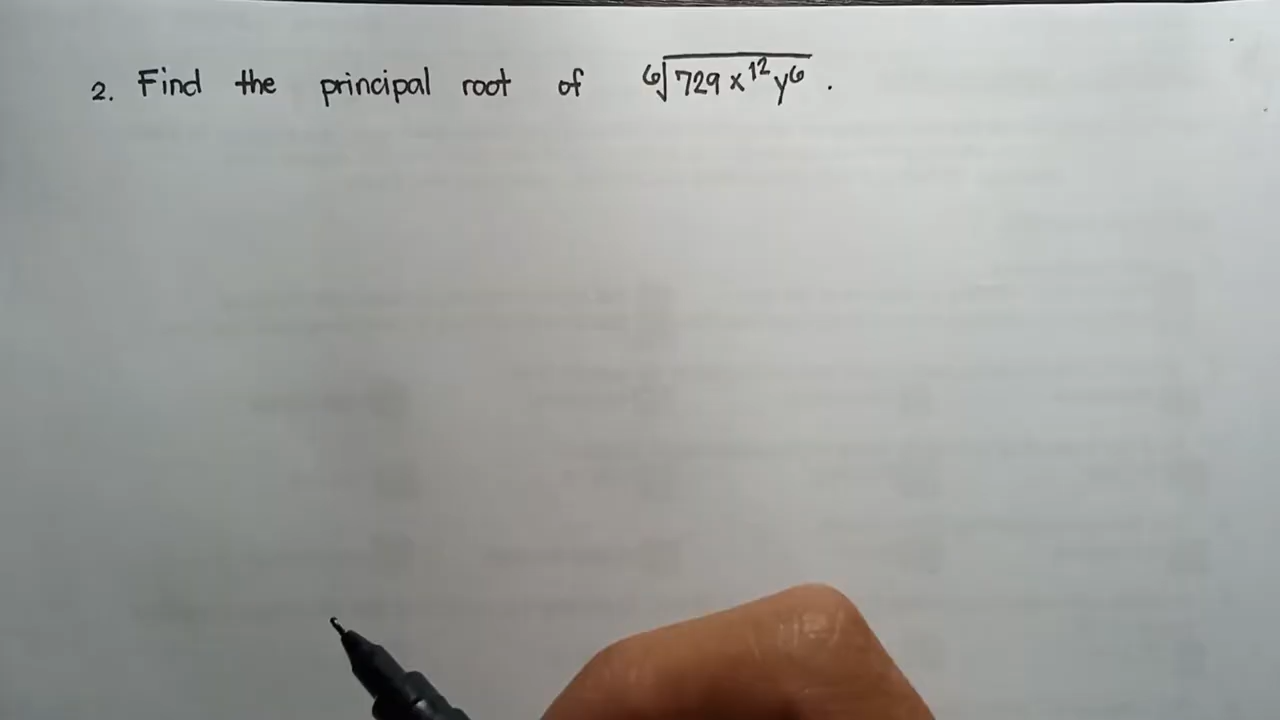 2. Find the principal root of ⁶√729x¹²y⁶.